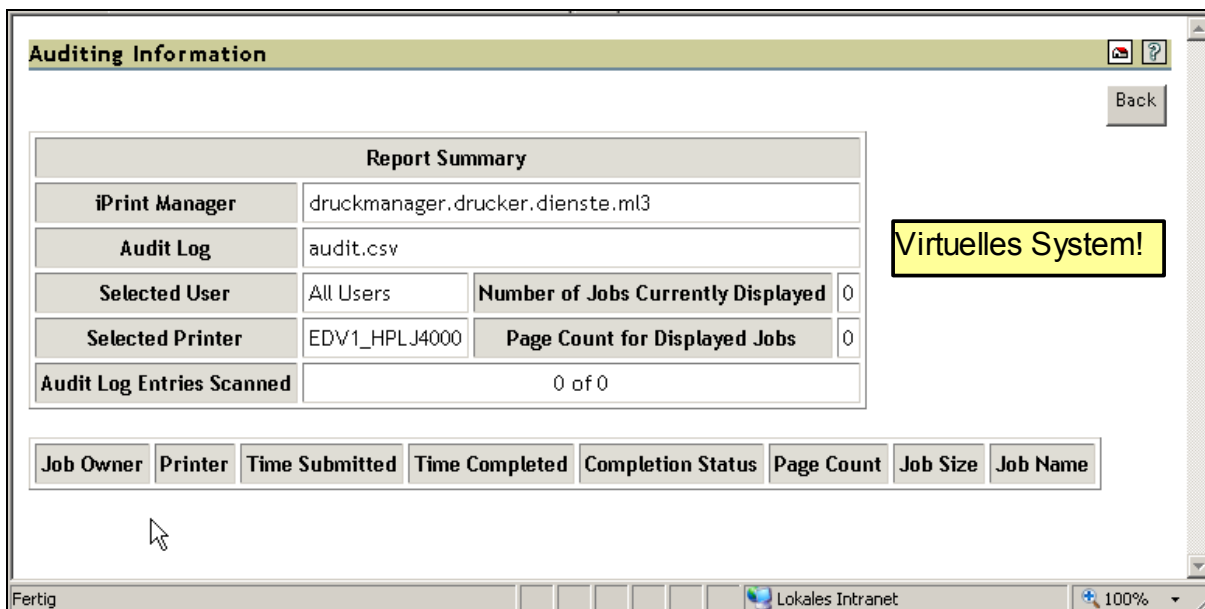 Auditing Information
Back
Report Summary
iPrint Manager druckmanager.drucker.dienste.ml3
Audit Log audit.csv
Virtuelles System!
Selected User All Users Number of Jobs Currently Displayed 0
Selected Printer EDV1_HPLJ4000 Page Count for Displayed Jobs 0
Audit Log Entries Scanned 0 of 0
Job Owner Printer Time Submitted Time Completed Completion Status Page Count Job Size Job Name
Fertig Lokales Intranet 100%